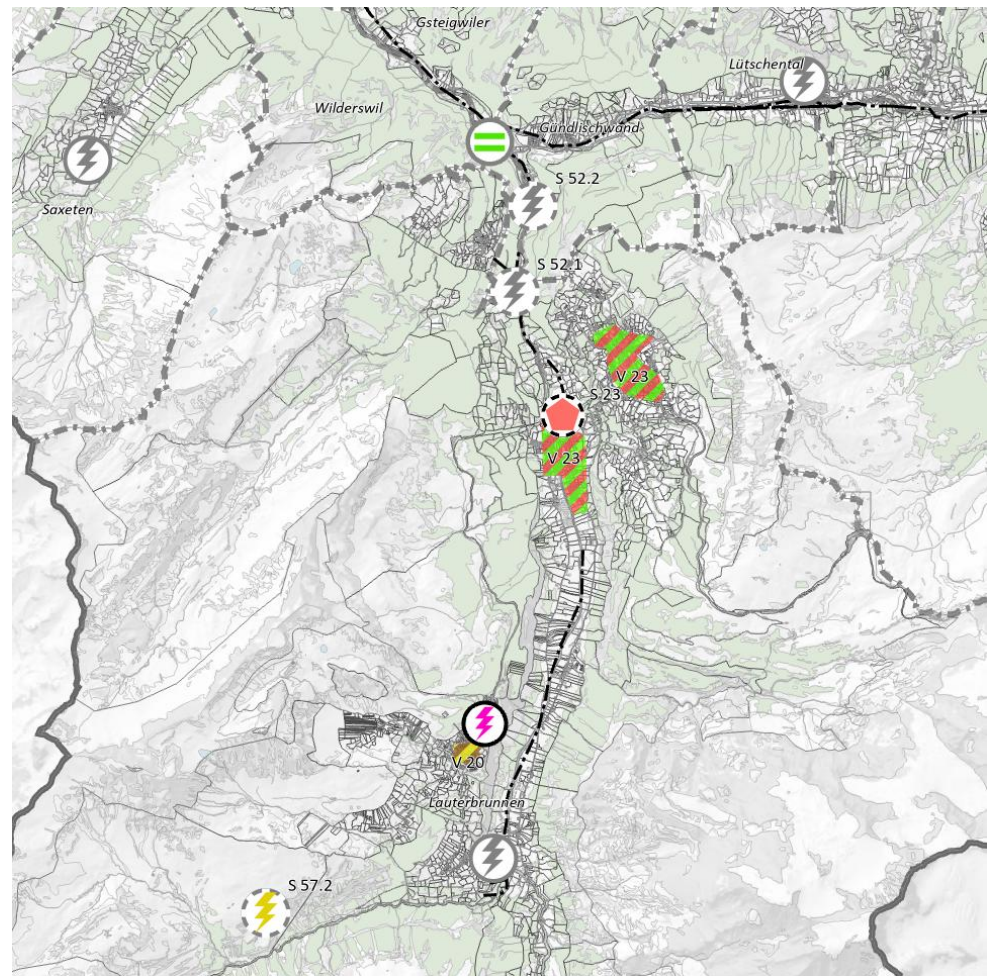 Gsteigwiler
Lütschental
Wilderswil
Gündlischwand
S 52.2
Saxeten
S 52.1
V 23
S 23
V 23
V 20
Lauterbrunnen
S 57.2